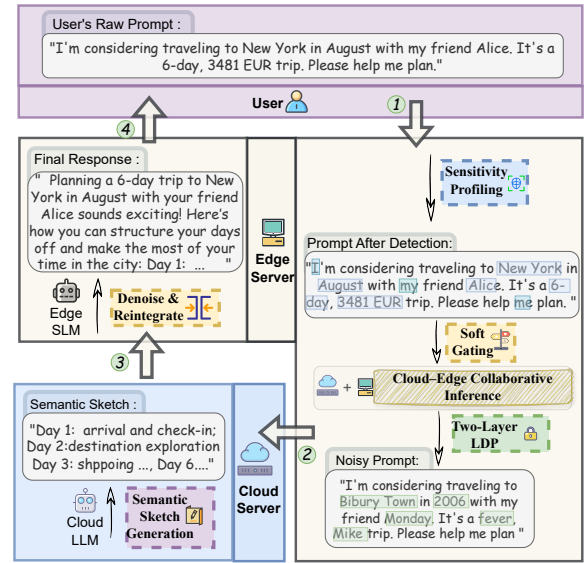 User's Raw Prompt :
"I'm considering traveling to New York in August with my friend Alice. It's a
6-day, 3481 EUR trip. Please help me plan."
User
4
1
Final Response :
" Planning a 6-day trip to New
York in August with your friend
Alice sounds exciting! Here's
how you can structure your days
off and make the most of your
time in the city: Day 1: ... "
Edge
SLM
Denoise &
Reintegrate
Edge
Server
Sensitivity
Profiling
Prompt After Detection:
"I'm considering traveling to New York in
August with my friend Alice. It's a 6-
day, 3481 EUR trip. Please help me plan. "
Soft
Gating
+
Cloud–Edge Collaborative
Inference
Two-Layer
LDP
Noisy Prompt:
"I'm considering traveling to
Bibury Town in 2006 with my
friend Monday. It's a fever,
Mike trip. Please help me plan "
3
2
Semantic Sketch :
"Day 1: arrival and check-in;
Day 2:destination exploration
Day 3: shppoing ..., Day 6...."
Cloud
LLM
Semantic
Sketch
Generation
Cloud
Server